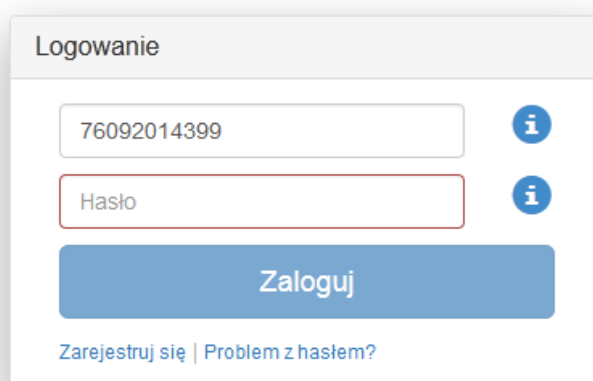 Logowanie
76092014399
Hasło
Zaloguj
Zarejestruj się | Problem z hasłem?